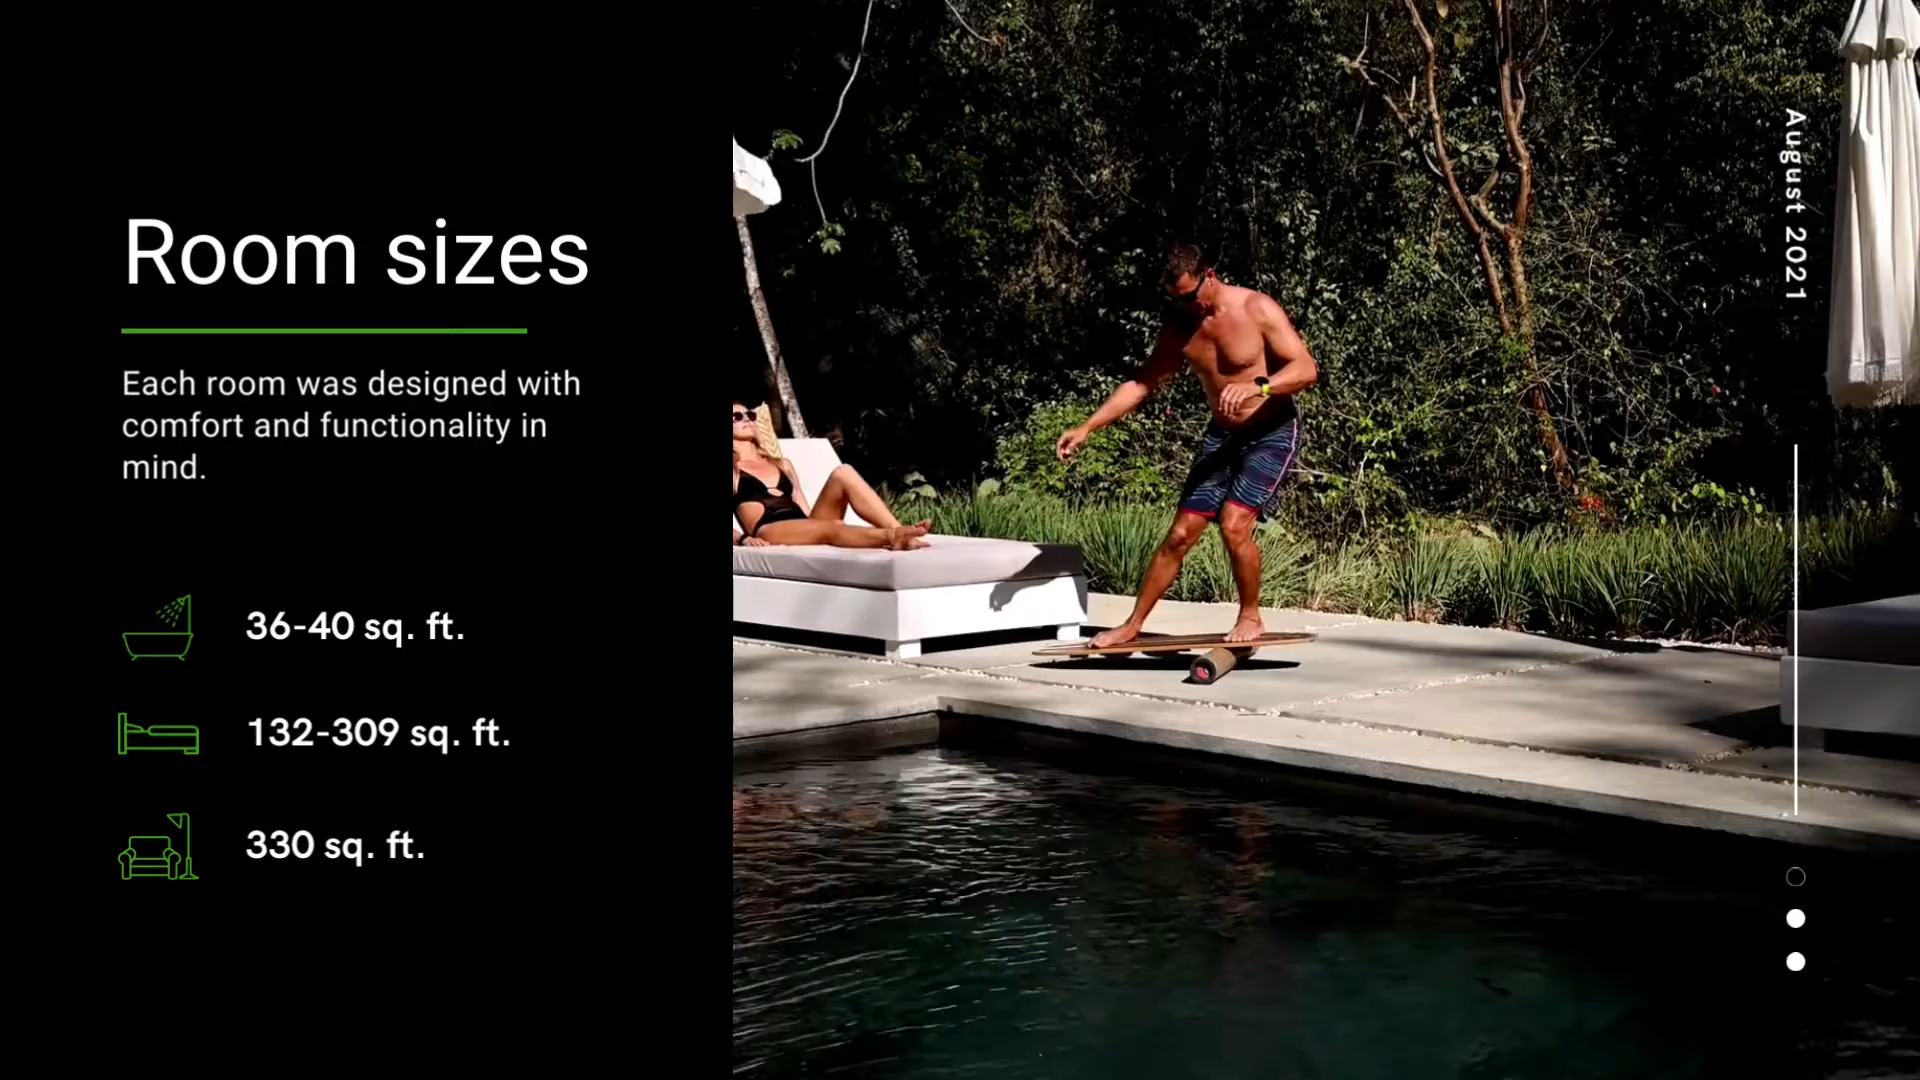 Room sizes
Each room was designed with
comfort and functionality in
mind.
36-40 sq. ft.
132-309 sq. ft.
330 sq. ft.
August 2021